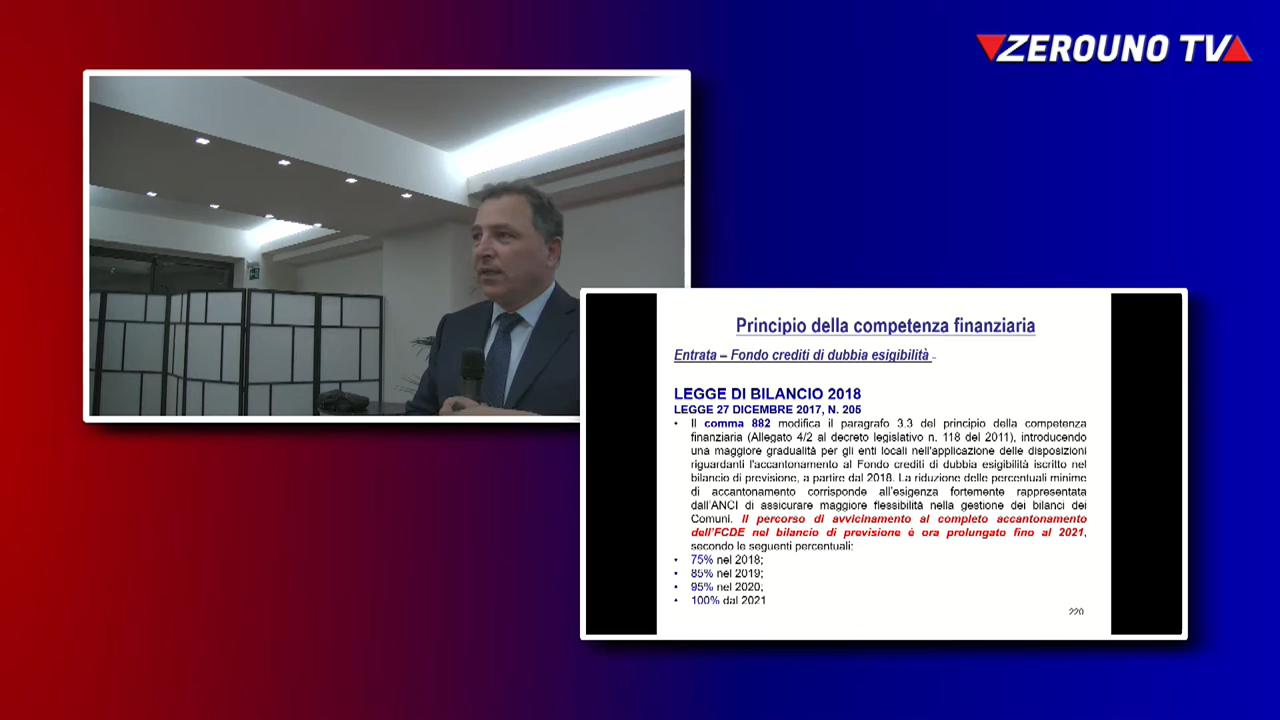 ZEROUNO TV
Principio della competenza finanziaria
Entrata – Fondo crediti di dubbia esigibilità -
LEGGE DI BILANCIO 2018
LEGGE 27 DICEMBRE 2017, N. 205
• Il comma 882 modifica il paragrafo 3.3 del principio della competenza
finanziaria (Allegato 4/2 al decreto legislativo n. 118 del 2011), introducendo
una maggiore gradualità per gli enti locali nell'applicazione delle disposizioni
riguardanti l'accantonamento al Fondo crediti di dubbia esigibilità iscritto nel
bilancio di previsione, a partire dal 2018. La riduzione delle percentuali minime
di accantonamento corrisponde all'esigenza fortemente rappresentata
dall'ANCI di assicurare maggiore flessibilità nella gestione dei bilanci dei
Comuni. Il percorso di avvicinamento al completo accantonamento
dell'FCDE nel bilancio di previsione è ora prolungato fino al 2021,
secondo le seguenti percentuali:
• 75% nel 2018;
• 85% nel 2019;
• 95% nel 2020;
• 100% dal 2021
220